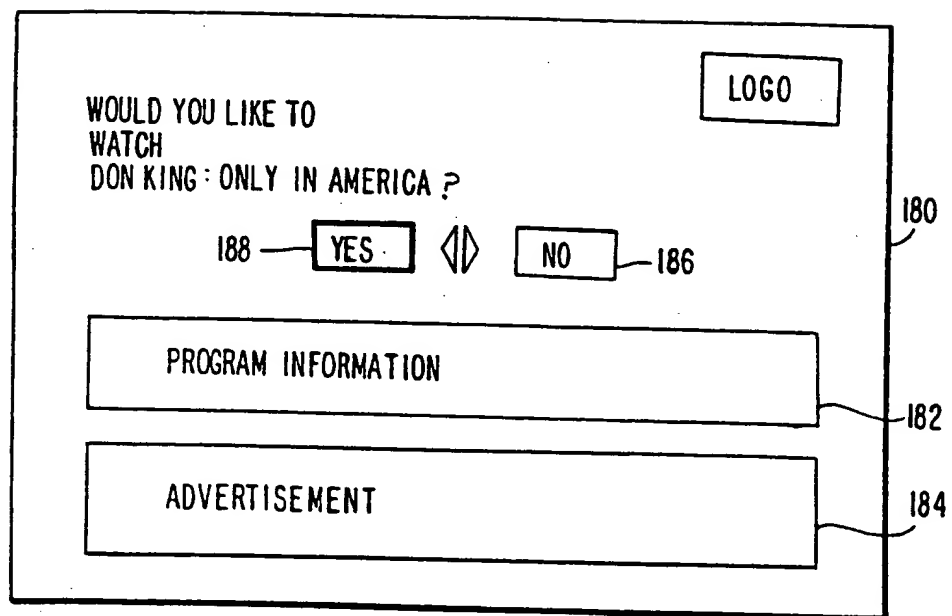 LOGO
WOULD YOU LIKE TO
WATCH
DON KING: ONLY IN AMERICA?
180
188
YES
NO
186
PROGRAM INFORMATION
182
ADVERTISEMENT
184